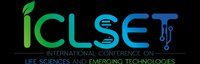 iCLSET
INTERNATIONAL CONFERENCE ON
LIFE SCIENCES AND EMERGING TECHNOLOGIES